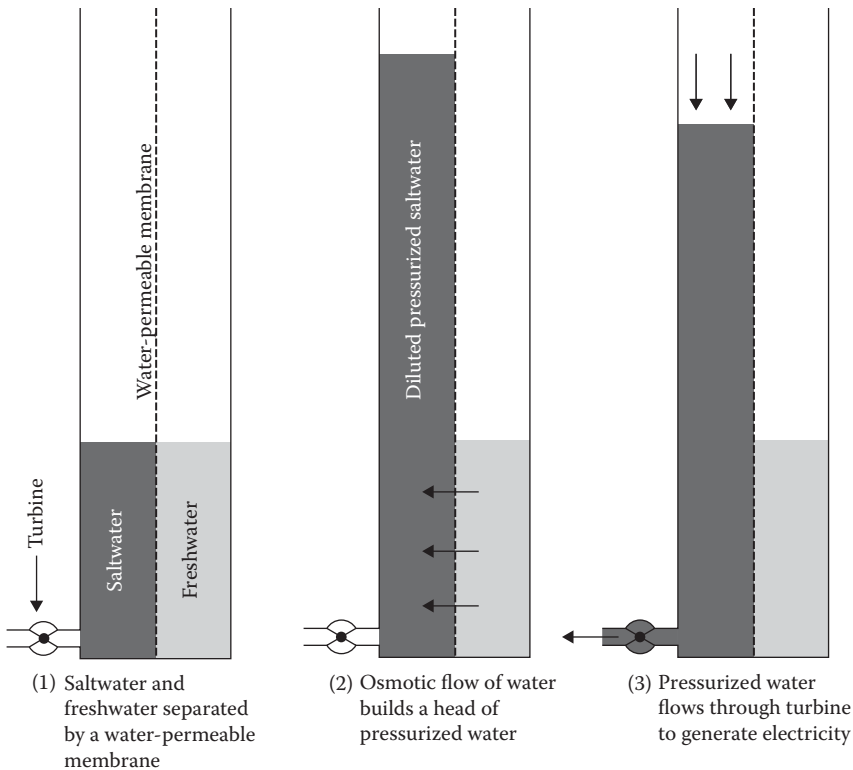 Water-permeable membrane
Turbine
Saltwater
Freshwater
(1) Saltwater and
freshwater separated
by a water-permeable
membrane
Diluted pressurized saltwater
(2) Osmotic flow of water
builds a head of
pressurized water
(3) Pressurized water
flows through turbine
to generate electricity